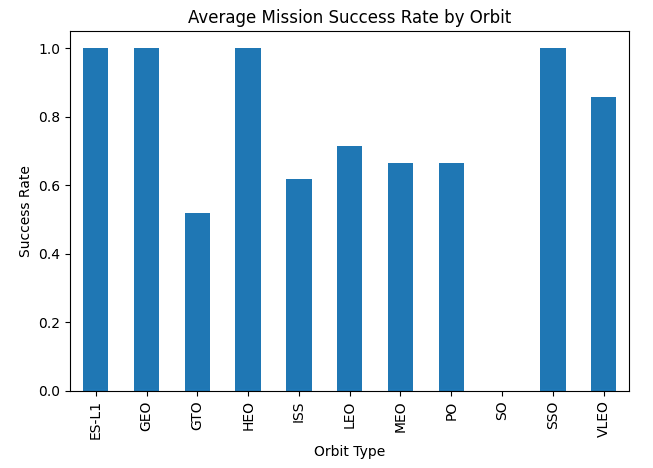 Average Mission Success Rate by Orbit
Success Rate
1.0
0.8
0.6
0.4
0.2
0.0
ES-L1
GEO
GTO
HEO
ISS
LEO
MEO
PO
SO
SSO
VLEO
Orbit Type